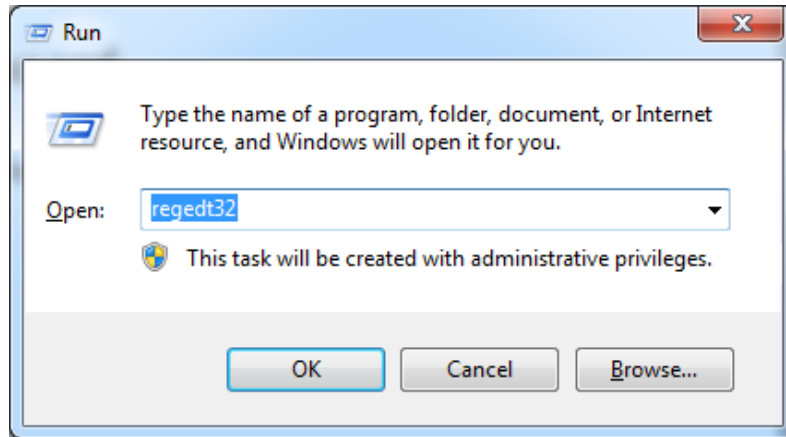 Run
Type the name of a program, folder, document, or Internet
resource, and Windows will open it for you.
Open: regedt32
This task will be created with administrative privileges.
OK Cancel Browse...